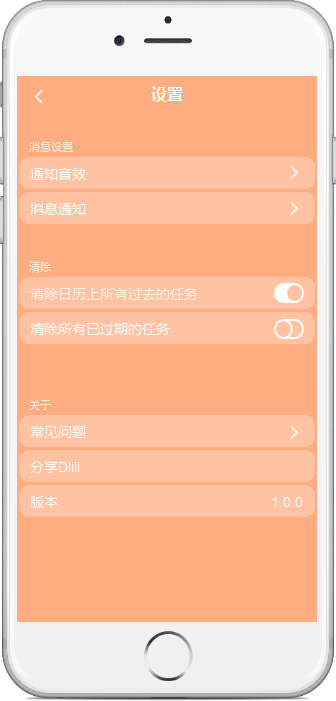 设置
消息设置
通知音效
消息通知
清除
清除日历上所有过去的任务
清除所有已过期的任务
关于
常见问题
分享Dlili
版本 1.0.0